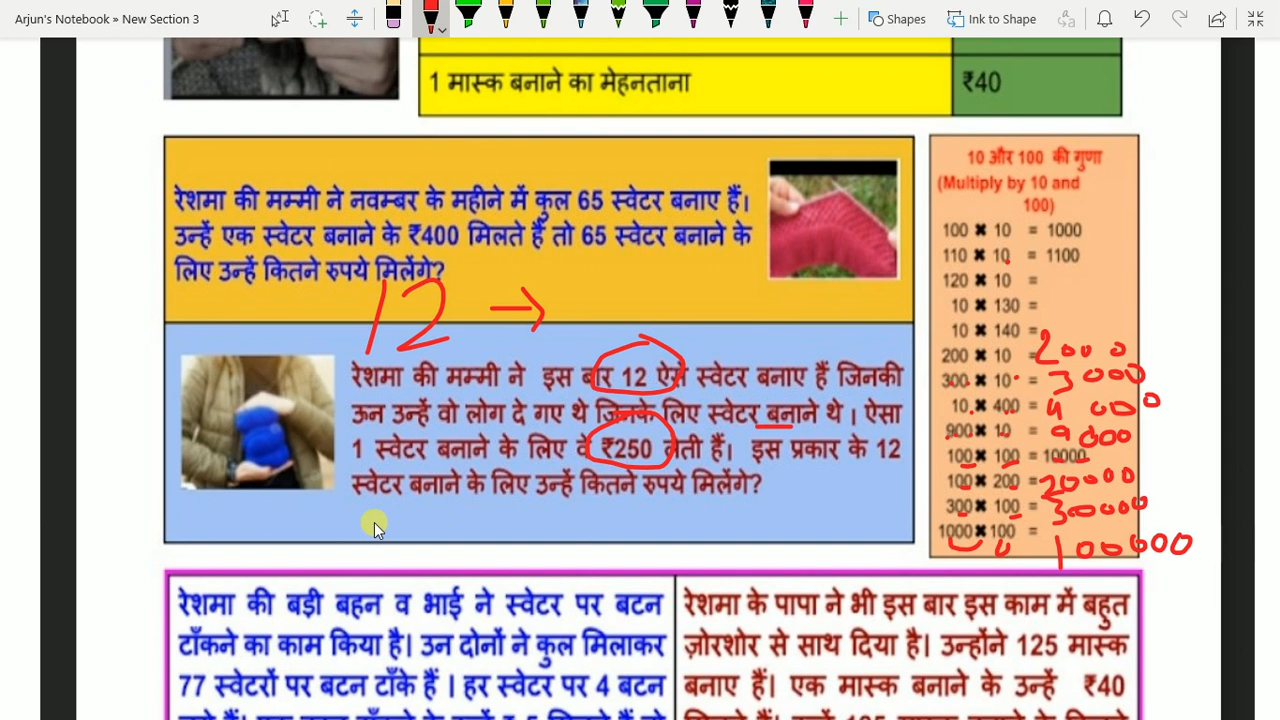 Arjun's Notebook » New Section 3
Shapes
Ink to Shape
1 मास्क बनाने का मेहनताना
₹40
रेशमा की मम्मी ने नवम्बर के महीने में कुल 65 स्वेटर बनाए हैं।
उन्हें एक स्वेटर बनाने के ₹400 मिलते हैं तो 65 स्वेटर बनाने के
लिए उन्हें कितने रुपये मिलेंगे?
12 →
रेशमा की मम्मी ने इस बार 12 ऐसे स्वेटर बनाए हैं जिनकी
ऊन उन्हें वो लोग दे गए थे जिनके लिए स्वेटर बनाने थे । ऐसा
1 स्वेटर बनाने के लिए वे ₹250 लेती हैं। इस प्रकार के 12
स्वेटर बनाने के लिए उन्हें कितने रुपये मिलेंगे?
10 और 100 की गुणा
(Multiply by 10 and
100)
100 ✖ 10 = 1000
110 ✖ 10 = 1100
120 ✖ 10 =
10 ✖ 130 =
10 ✖ 140 =
200 ✖ 10 = 2000
300 ✖ 10 = 3000
10 ✖ 400 = 4000
900 ✖ 10 = 9000
100 ✖ 100 = 10000
100 ✖ 200 = 20000
300 ✖ 100 = 30000
1000 ✖ 100 = 100000
रेशमा की बड़ी बहन व भाई ने स्वेटर पर बटन
टाँकने का काम किया है। उन दोनों ने कुल मिलाकर
77 स्वेटरों पर बटन टाँके हैं । हर स्वेटर पर 4 बटन
रेशमा के पापा ने भी इस बार इस काम में बहुत
ज़ोरशोर से साथ दिया है। उन्होंने 125 मास्क
बनाए हैं। एक मास्क बनाने के उन्हें ₹40